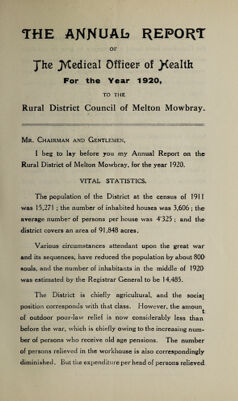 THE ANNUAL REPORT
OF
The Medical Officer of Health
For the Year 1920,
TO THE
Rural District Council of Melton Mowbray.
MR. CHAIRMAN AND GENTLEMEN,
I beg to lay before you my Annual Report on the
Rural District of Melton Mowbray, for the year 1920.
VITAL STATISTICS.
The population of the District at the census of 1911
was 15,271 ; the number of inhabited houses was 3,606 ; the
average number of persons per house was 4'325 ; and the
district covers an area of 91,848 acres.
Various circumstances attendant upon the great war
and its sequences, have reduced the population by about 800
souls, and the number of inhabitants in the middle of 1920
was estimated by the Registrar General to be 14,485.
The District is chiefly agricultural, and the social
position corresponds with that class. However, the amount
of outdoor poor-law relief is now considerably less than
before the war, which is chiefly owing to the increasing num-
ber of persons who receive old age pensions. The number
of persons relieved in the workhouse is also correspondingly
diminished. But the expenditure per head of persons relieved